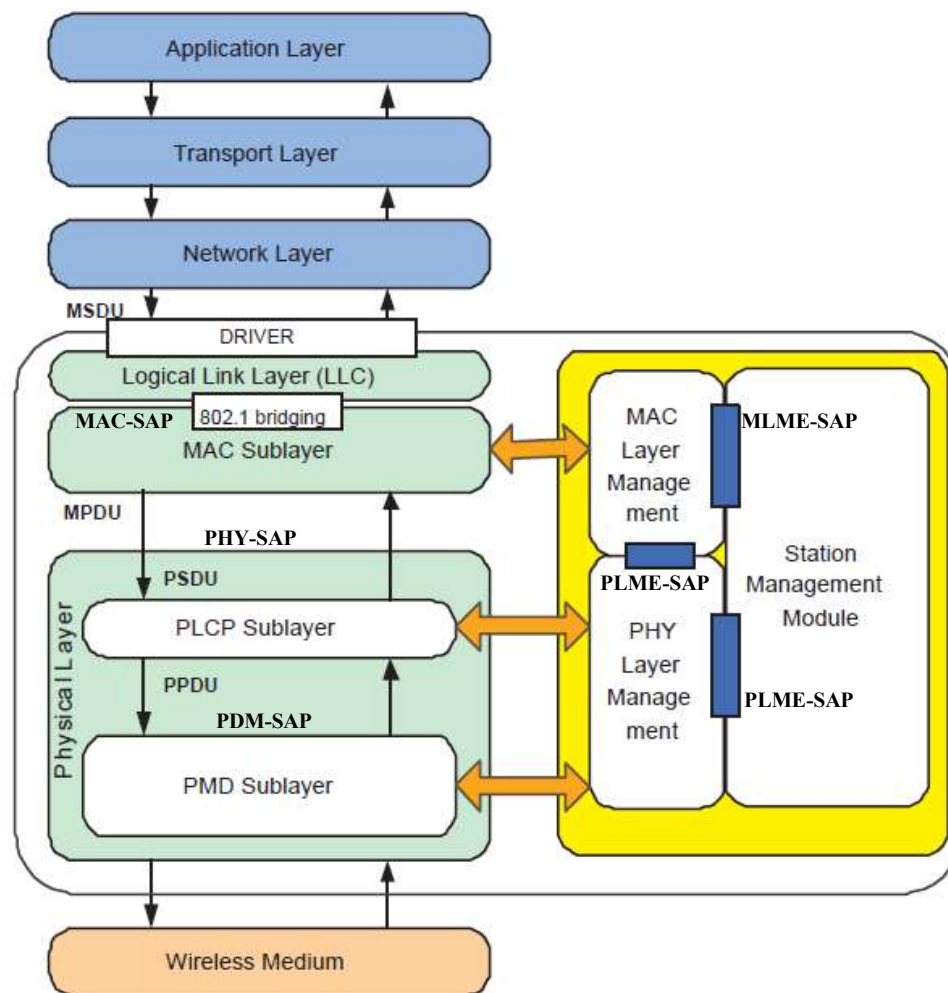 Application Layer
Transport Layer
Network Layer
MSDU
DRIVER
Logical Link Layer (LLC)
MAC-SAP
802.1 bridging
MAC Sublayer
MPDU
PHY-SAP
PSDU
PLCP Sublayer
PPDU
PDM-SAP
PMD Sublayer
Physical Layer
Wireless Medium
MAC
Layer
Manage
ment
MLME-SAP
PLME-SAP
PHY
Layer
Manage
ment
PLME-SAP
Station
Management
Module